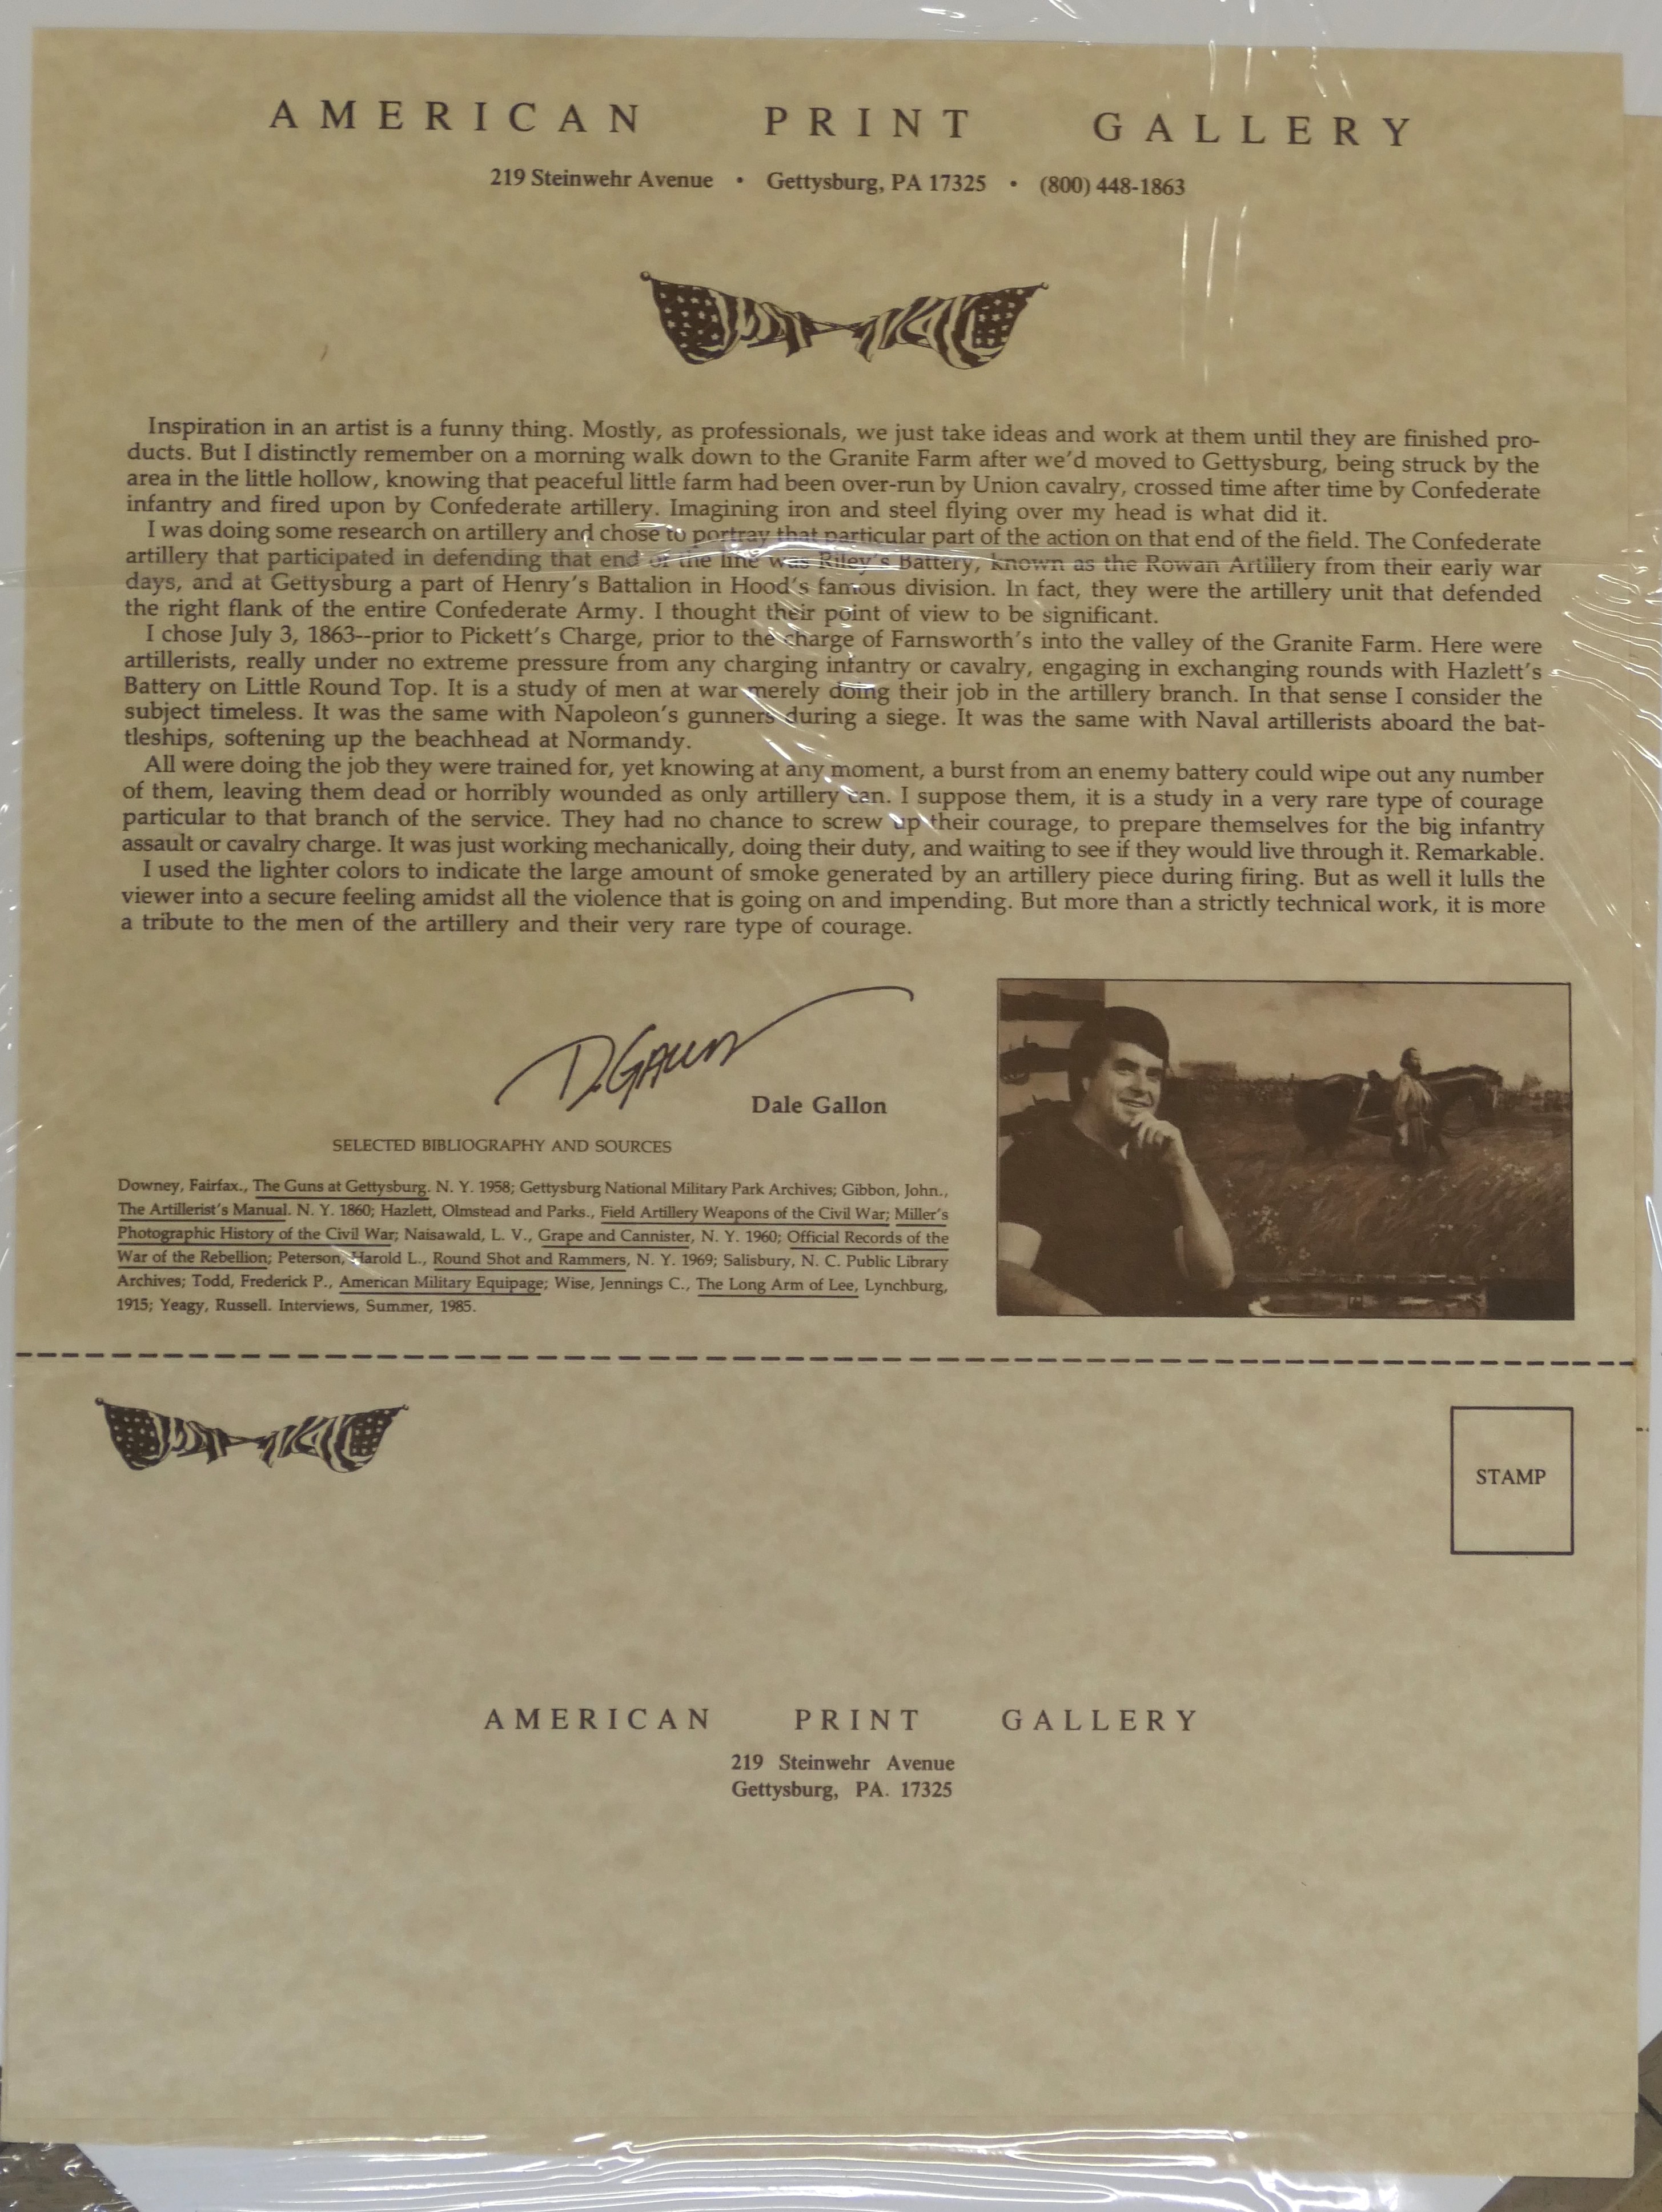 AMERICAN PRINT GALLERY
219 Steinwehr Avenue • Gettysburg, PA 17325 • (800) 448-1863
Inspiration in an artist is a funny thing. Mostly, as professionals, we just take ideas and work at them until they are finished pro-
ducts. But I distinctly remember on a morning walk down to the Granite Farm after we'd moved to Gettysburg, being struck by the
area in the little hollow, knowing that peaceful little farm had been over-run by Union cavalry, crossed time after time by Confederate
infantry and fired upon by Confederate artillery. Imagining iron and steel flying over my head is what did it.
I was doing some research on artillery and chose to portray that particular part of the action on that end of the field. The Confederate
artillery that participated in defending that end of the line was Riley's Battery, known as the Rowan Artillery from their early war
days, and at Gettysburg a part of Henry's Battalion in Hood's famous division. In fact, they were the artillery unit that defended
the right flank of the entire Confederate Army. I thought their point of view to be significant.
I chose July 3, 1863--prior to Pickett's Charge, prior to the charge of Farnsworth's into the valley of the Granite Farm. Here were
artillerists, really under no extreme pressure from any charging infantry or cavalry, engaging in exchanging rounds with Hazlett's
Battery on Little Round Top. It is a study of men at war merely doing their job in the artillery branch. In that sense I consider the
subject timeless. It was the same with Napoleon's gunners during a siege. It was the same with Naval artillerists aboard the bat-
tleships, softening up the beachhead at Normandy.
All were doing the job they were trained for, yet knowing at any moment, a burst from an enemy battery could wipe out any number
of them, leaving them dead or horribly wounded as only artillery can. I suppose them, it is a study in a very rare type of courage
particular to that branch of the service. They had no chance to screw up their courage, to prepare themselves for the big infantry
assault or cavalry charge. It was just working mechanically, doing their duty, and waiting to see if they would live through it. Remarkable.
I used the lighter colors to indicate the large amount of smoke generated by an artillery piece during firing. But as well it lulls the
viewer into a secure feeling amidst all the violence that is going on and impending. But more than a strictly technical work, it is more
a tribute to the men of the artillery and their very rare type of courage.
D. Gallon
Dale Gallon
SELECTED BIBLIOGRAPHY AND SOURCES
Downey, Fairfax., The Guns at Gettysburg. N. Y. 1958; Gettysburg National Military Park Archives; Gibbon, John.,
The Artillerist's Manual. N. Y. 1860; Hazlett, Olmstead and Parks., Field Artillery Weapons of the Civil War; Miller's
Photographic History of the Civil War; Naisawald, L. V., Grape and Cannister, N. Y. 1960; Official Records of the
War of the Rebellion; Peterson, Harold L., Round Shot and Rammers, N. Y. 1969; Salisbury, N. C. Public Library
Archives; Todd, Frederick P., American Military Equipage; Wise, Jennings C., The Long Arm of Lee, Lynchburg,
1915; Yeagy, Russell. Interviews, Summer, 1985.
STAMP
AMERICAN PRINT GALLERY
219 Steinwehr Avenue
Gettysburg, PA. 17325